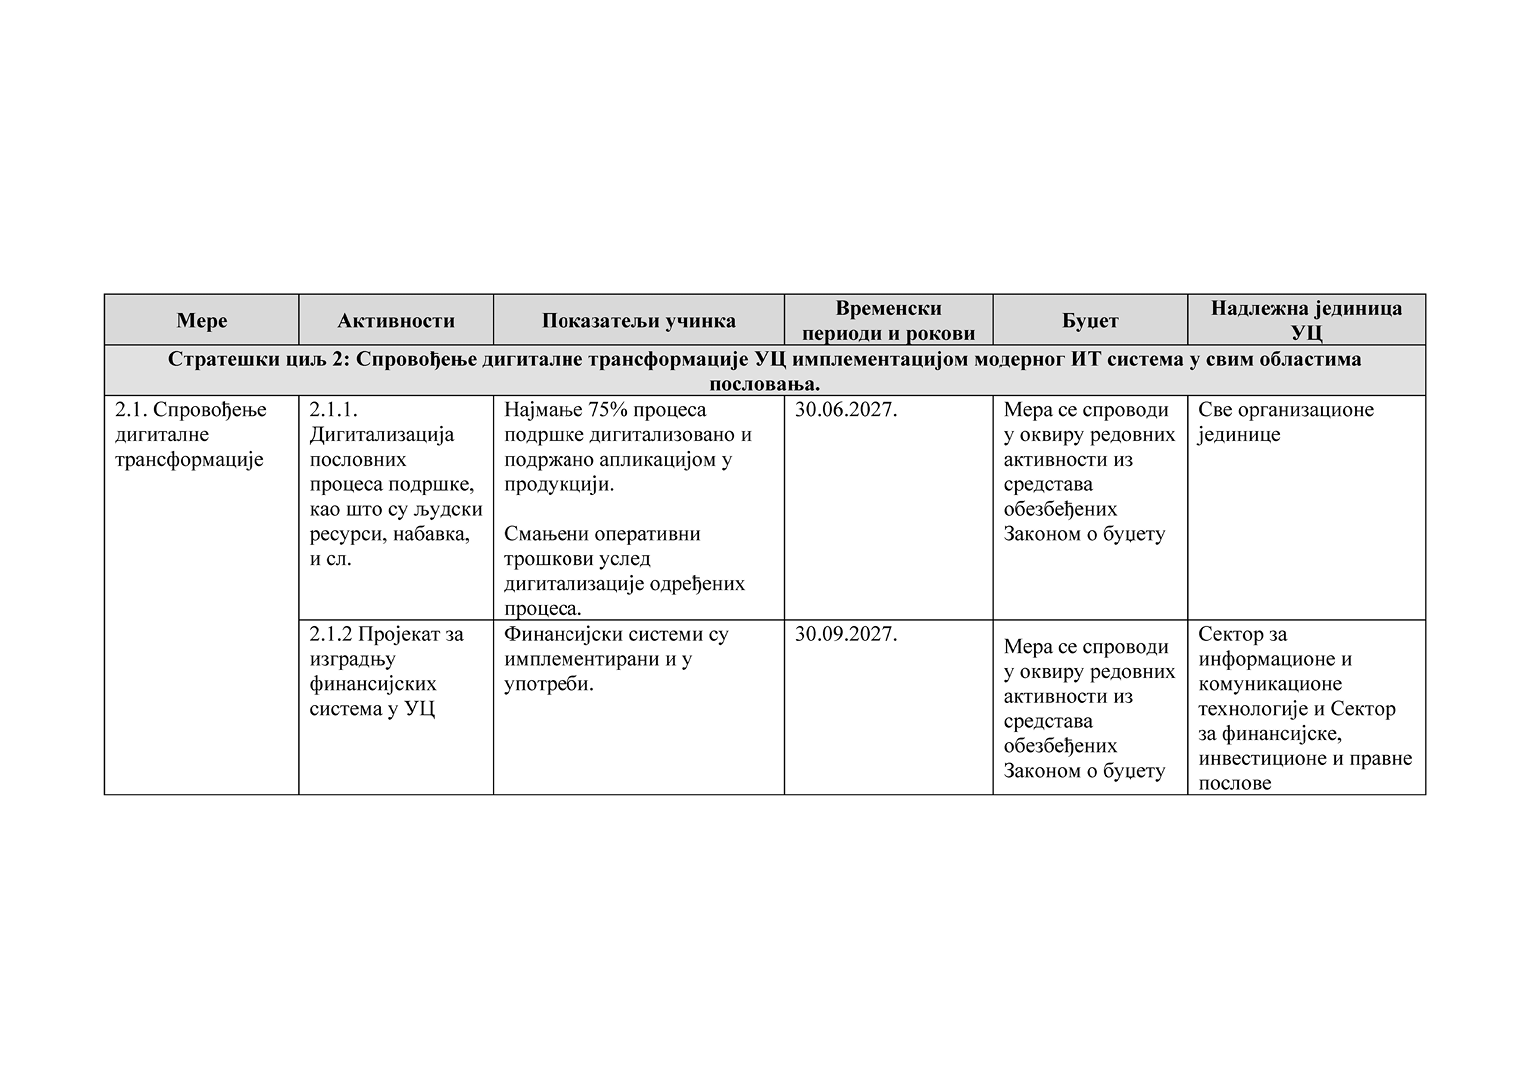 Мере
Активности
Показатељи учинка
Временски
периоди и рокови
Буџет
Надлежна јединица
УЦ
Стратешки циљ 2: Спровођење дигиталне трансформације УЦ имплементацијом модерног ИТ система у свим областима
пословања.
2.1. Спровођење
дигиталне
трансформације
2.1.1.
Дигитализација
пословних
процеса подршке,
као што су људски
ресурси, набавка,
и сл.
Најмање 75% процеса
подршке дигитализовано и
подржано апликацијом у
продукцији.
Смањени оперативни
трошкови услед
дигитализације одређених
процеса.
30.06.2027.
Мера се спроводи
у оквиру редовних
активности из
средстава
обезбеђених
Законом о буџету
Све организационе
јединице
2.1.2 Пројекат за
изградњу
финансијских
система у УЦ
Финансијски системи су
имплементирани и у
употреби.
30.09.2027.
Мера се спроводи
у оквиру редовних
активности из
средстава
обезбеђених
Законом о буџету
Сектор за
информационе и
комуникационе
технологије и Сектор
за финансијске,
инвестиционе и правне
послове